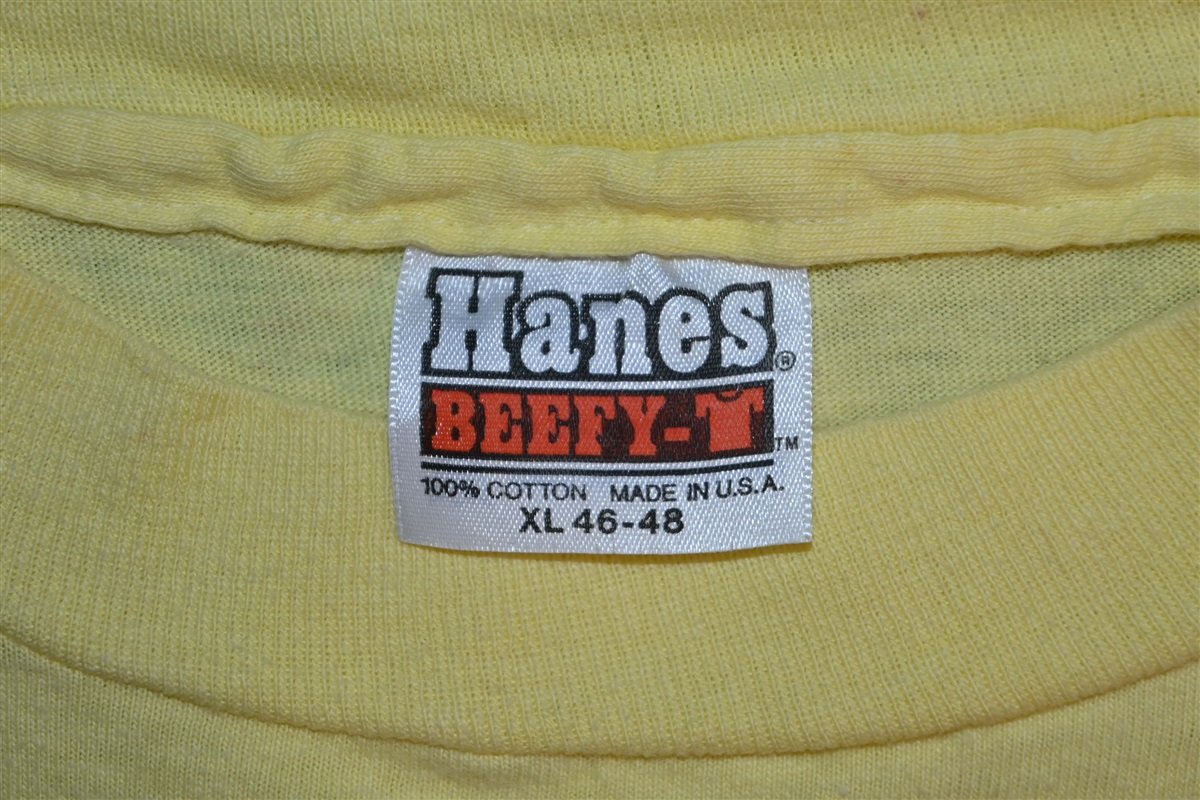 Hanes®
BEEFY-T™
100% COTTON MADE IN U.S.A.
XL 46-48